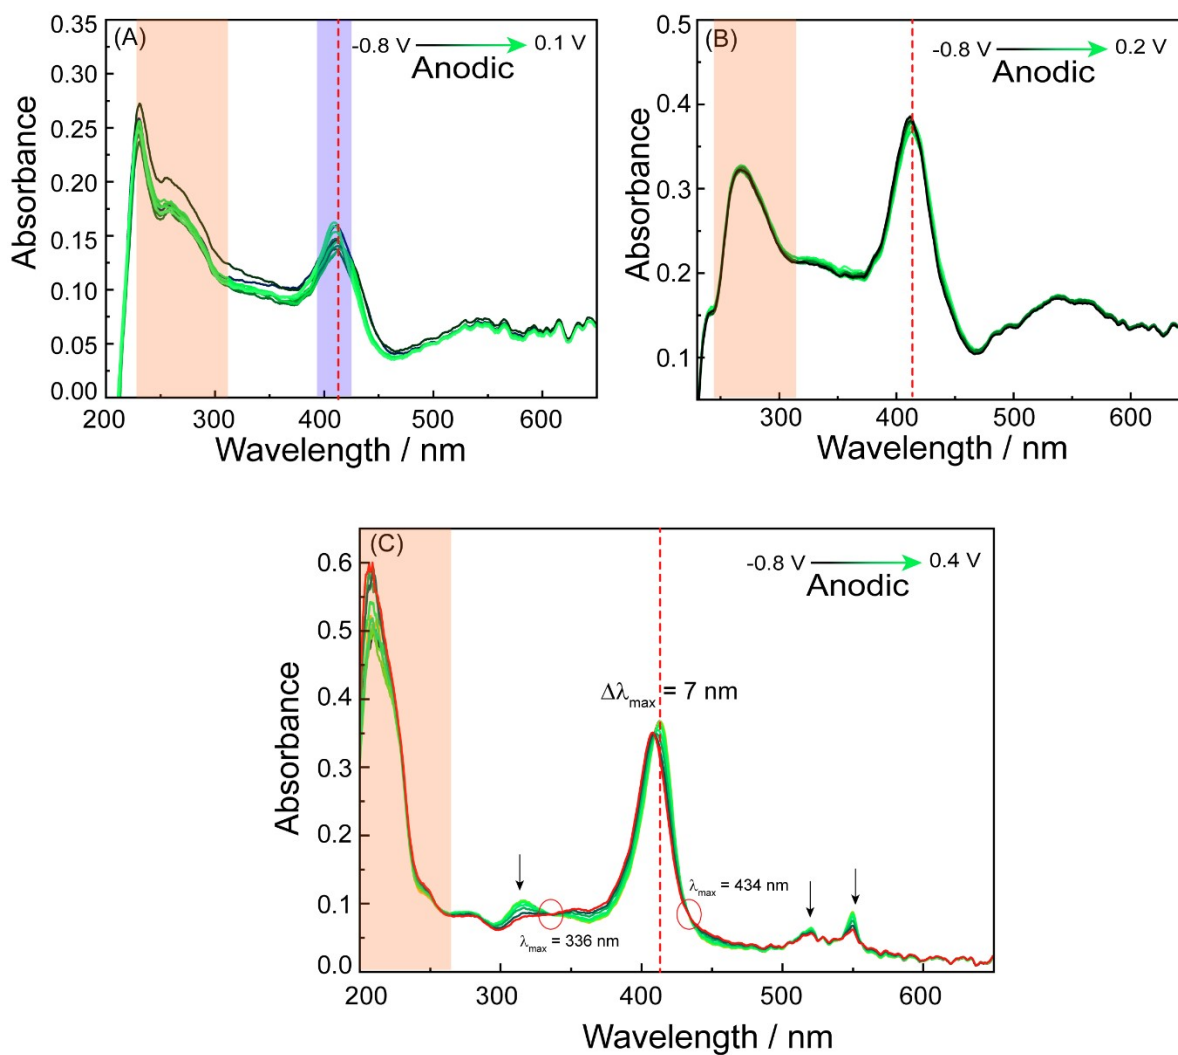 (A)
-0.8 V 0.1 V
Anodic
Absorbance
0.35
0.30
0.25
0.20
0.15
0.10
0.05
0.00
200 300 400 500 600
Wavelength / nm
(B)
-0.8 V 0.2 V
Anodic
Absorbance
0.5
0.4
0.3
0.2
0.1
300 400 500 600
Wavelength / nm
(C)
-0.8 V 0.4 V
Anodic
Absorbance
0.6
0.5
0.4
0.3
0.2
0.1
0.0
Δλmax = 7 nm
λmax = 434 nm
λmax = 336 nm
200 300 400 500 600
Wavelength / nm